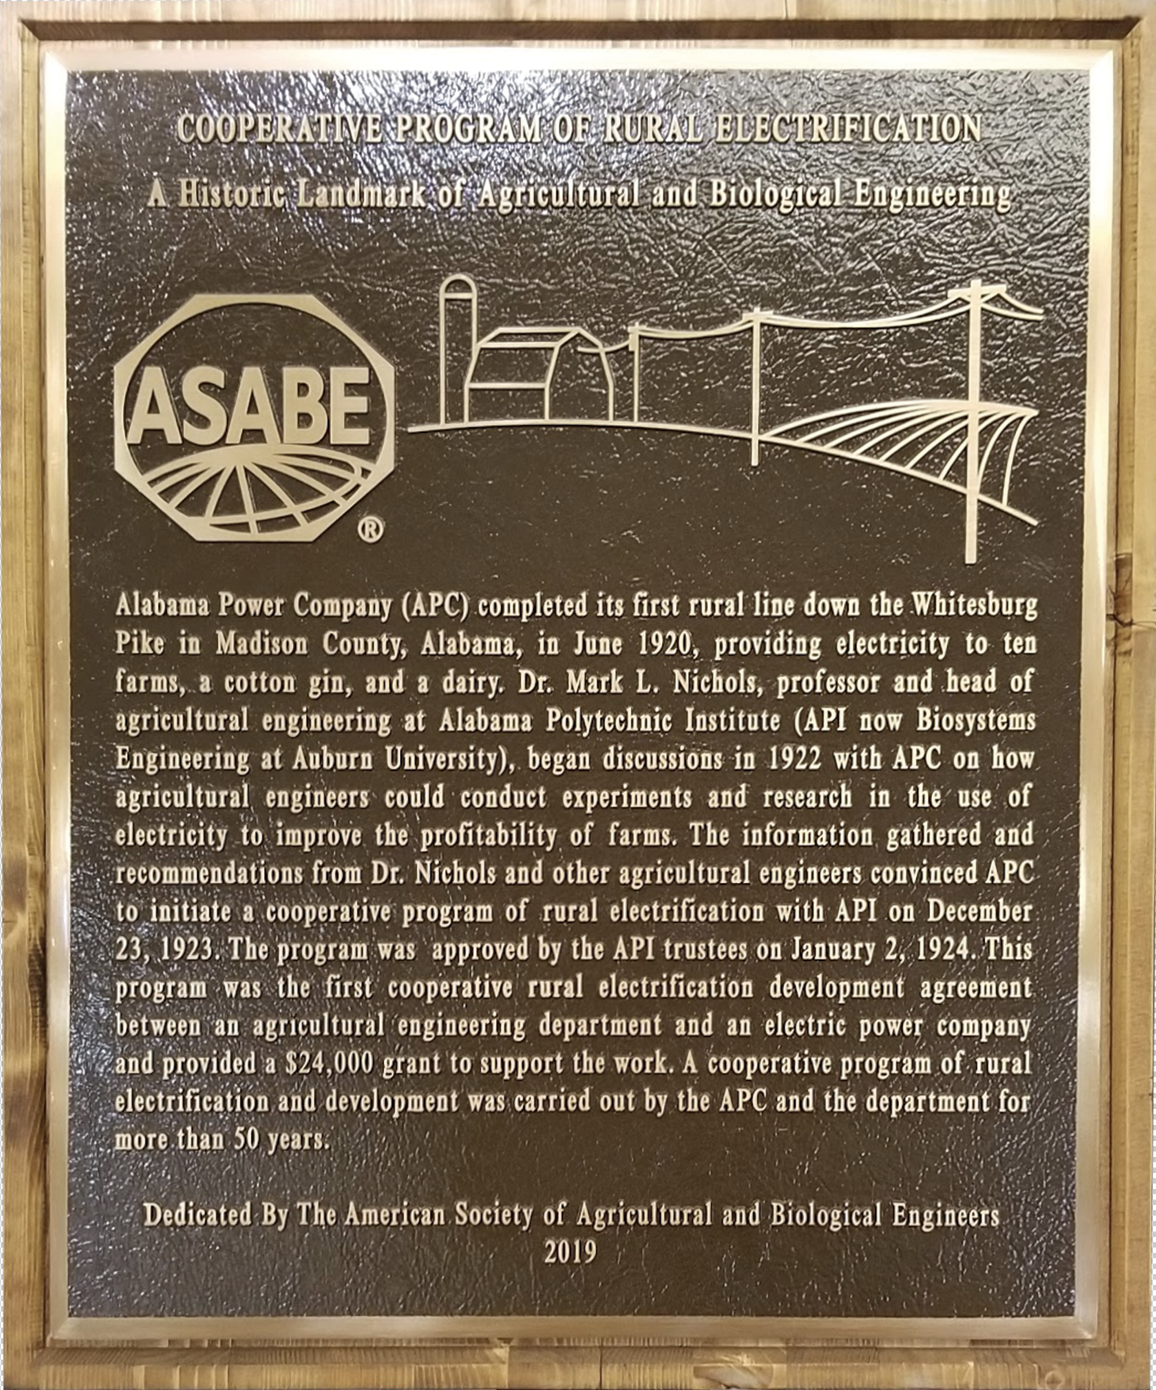 COOPERATIVE PROGRAM OF RURAL ELECTRIFICATION
A Historic Landmark of Agricultural and Biological Engineering
ASABE
®
Alabama Power Company (APC) completed its first rural line down the Whitesburg
Pike in Madison County, Alabama, in June 1920, providing electricity to ten
farms, a cotton gin, and a dairy. Dr. Mark L. Nichols, professor and head of
agricultural engineering at Alabama Polytechnic Institute (API now Biosystems
Engineering at Auburn University), began discussions in 1922 with APC on how
agricultural engineers could conduct experiments and research in the use of
electricity to improve the profitability of farms. The information gathered and
recommendations from Dr. Nichols and other agricultural engineers convinced APC
to initiate a cooperative program of rural electrification with API on December
23, 1923. The program was approved by the API trustees on January 2, 1924. This
program was the first cooperative rural electrification development agreement
between an agricultural engineering department and an electric power company
and provided a $24,000 grant to support the work. A cooperative program of rural
electrification and development was carried out by the APC and the department for
more than 50 years.
Dedicated By The American Society of Agricultural and Biological Engineers
2019